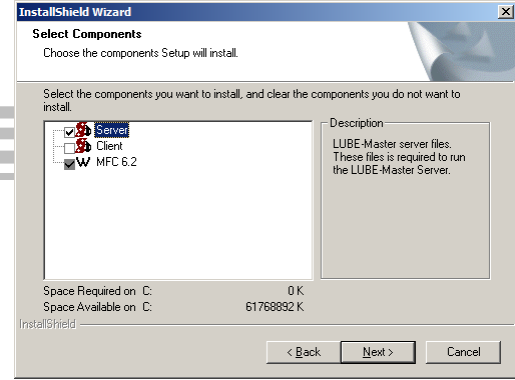 InstallShield Wizard
Select Components
Choose the components Setup will install.
Select the components you want to install, and clear the components you do not want to
install.
Server
Client
MFC 6.2
Description
LUBE-Master server files.
These files is required to run
the LUBE-Master Server.
Space Required on C: 0 K
Space Available on C: 61768892 K
InstallShield
< Back Next > Cancel